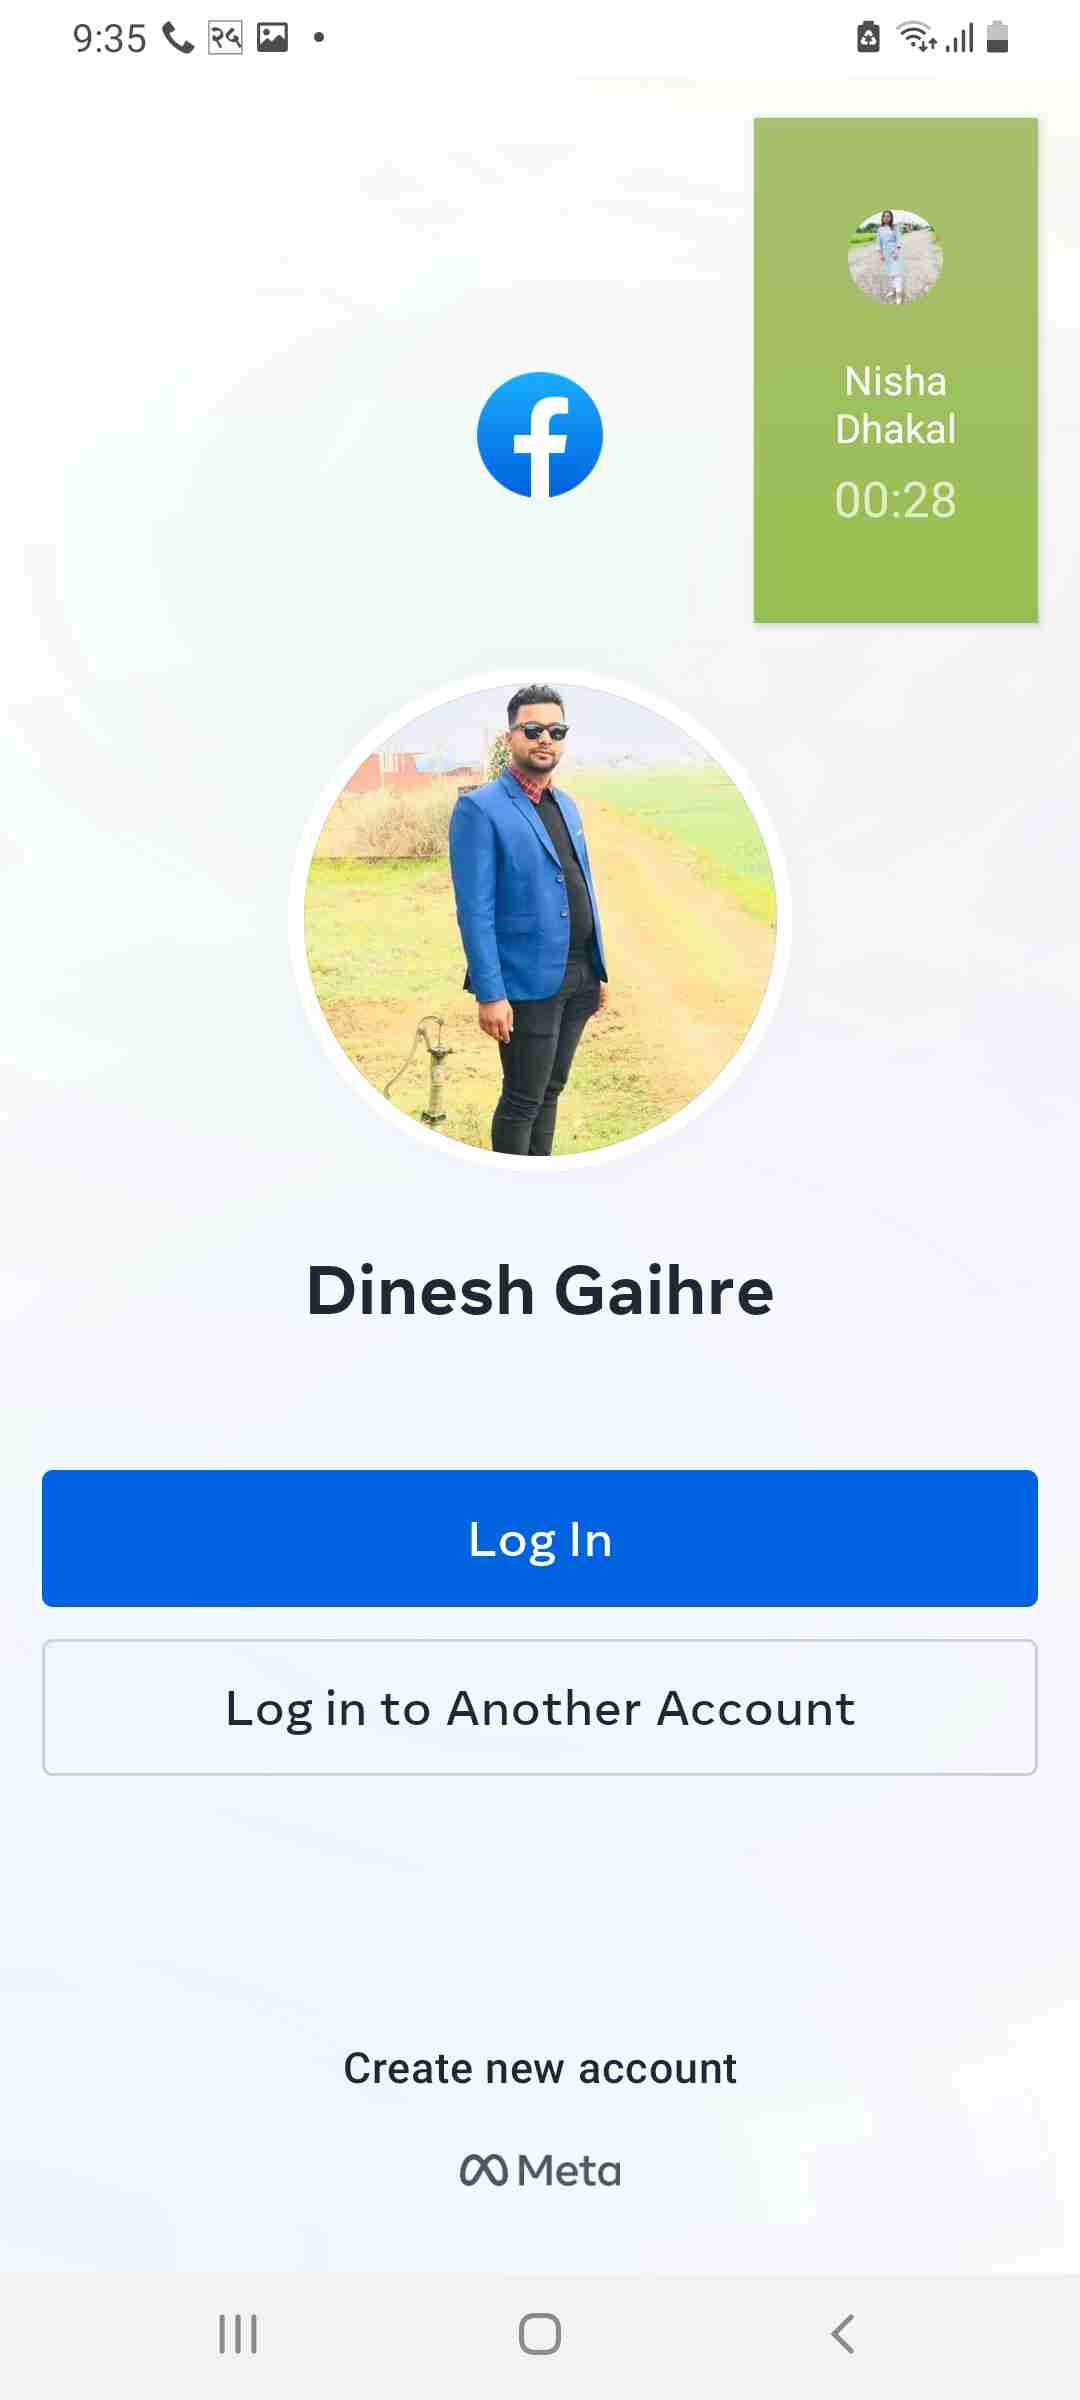 9:35 २५
Nisha
Dhakal
00:28
Dinesh Gaihre
Log In
Log in to Another Account
Create new account
Meta